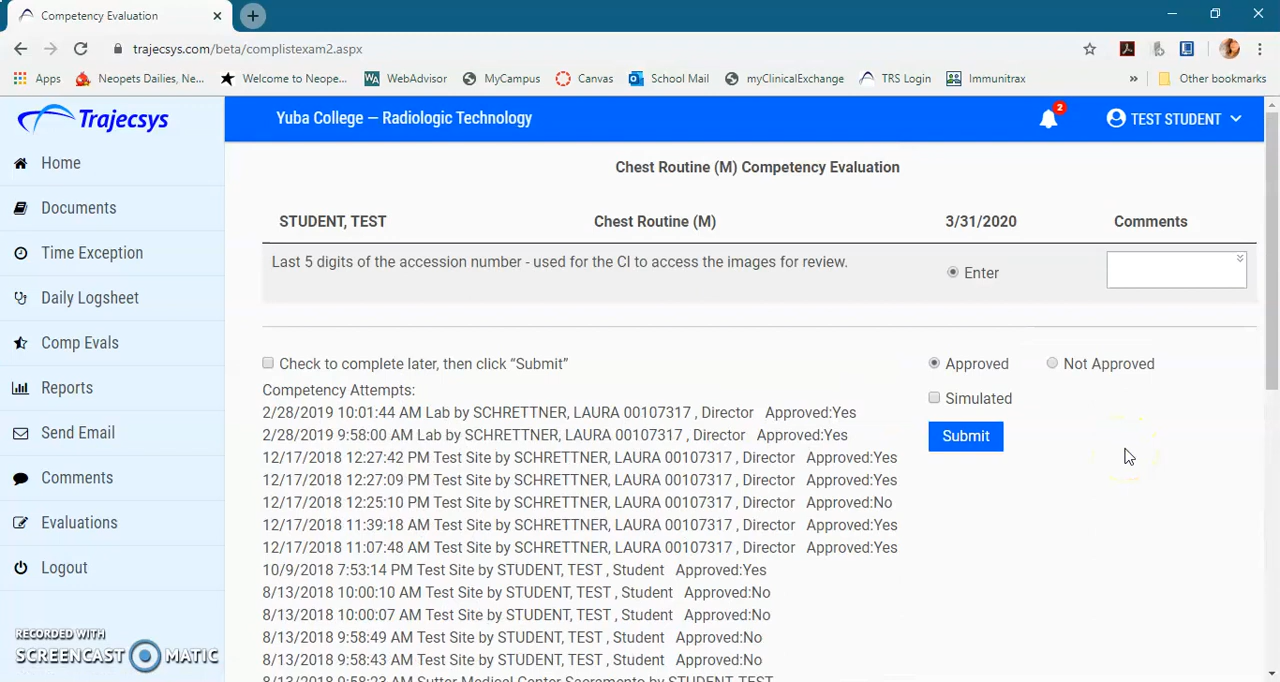 Competency Evaluation
trajecsys.com/beta/complistexam2.aspx
Apps Neopets Dailies, Ne... Welcome to Neope... WebAdvisor MyCampus Canvas School Mail myClinicalExchange TRS Login Immunitrax » Other bookmarks
Trajecsys
Yuba College — Radiologic Technology
2
TEST STUDENT
Home
Documents
Time Exception
Daily Logsheet
Comp Evals
Reports
Send Email
Comments
Evaluations
Logout
RECORDED WITH
SCREENCAST MATIC
Chest Routine (M) Competency Evaluation
STUDENT, TEST Chest Routine (M) 3/31/2020 Comments
Last 5 digits of the accession number - used for the CI to access the images for review. Enter
Check to complete later, then click “Submit” Approved Not Approved
Simulated
Submit
Competency Attempts:
2/28/2019 10:01:44 AM Lab by SCHRETTNER, LAURA 00107317 , Director Approved:Yes
2/28/2019 9:58:00 AM Lab by SCHRETTNER, LAURA 00107317 , Director Approved:Yes
12/17/2018 12:27:42 PM Test Site by SCHRETTNER, LAURA 00107317 , Director Approved:Yes
12/17/2018 12:27:09 PM Test Site by SCHRETTNER, LAURA 00107317 , Director Approved:Yes
12/17/2018 12:25:10 PM Test Site by SCHRETTNER, LAURA 00107317 , Director Approved:No
12/17/2018 11:39:18 AM Test Site by SCHRETTNER, LAURA 00107317 , Director Approved:Yes
12/17/2018 11:07:48 AM Test Site by SCHRETTNER, LAURA 00107317 , Director Approved:Yes
10/9/2018 7:53:14 PM Test Site by STUDENT, TEST , Student Approved:Yes
8/13/2018 10:00:10 AM Test Site by STUDENT, TEST , Student Approved:No
8/13/2018 10:00:07 AM Test Site by STUDENT, TEST , Student Approved:No
8/13/2018 9:58:49 AM Test Site by STUDENT, TEST , Student Approved:No
8/13/2018 9:58:43 AM Test Site by STUDENT, TEST , Student Approved:No
8/13/2018 9:58:23 AM Sutter Medical Center Sacramento by STUDENT, TEST